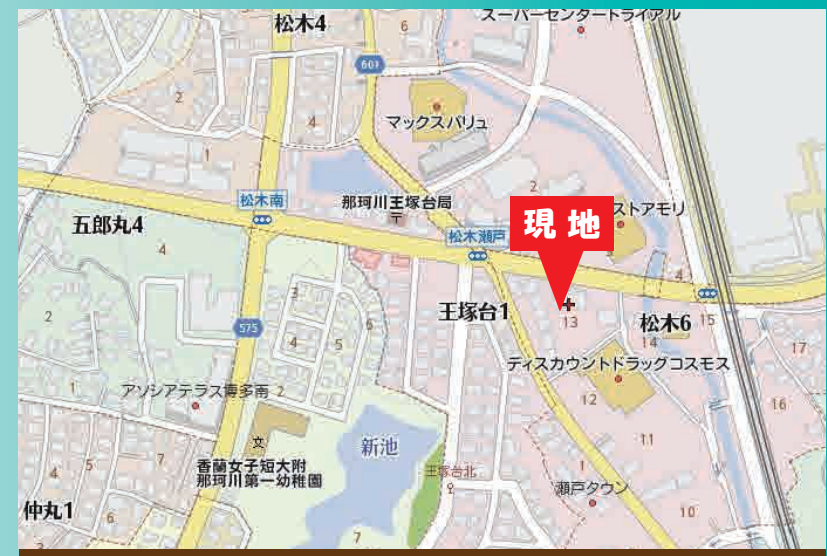 スーパーセンタートライアル
松木4
6
601
2
マックスバリュ
4
1
2
松木南
那珂川王塚台局
〒
現地
ストアモリ
五郎丸4
松木瀬戸
4
4
3
王塚台1
13
松木6
15
2
575
4
5
6
14
17
ディスカウントドラッグコスモス
1
アソシアテラス博多南
2
12
16
文
新池
11
4
5
7
香蘭女子短大附
那珂川第一幼稚園
王塚台北
瀬戸タウン
仲丸1
6
10
3
2
7